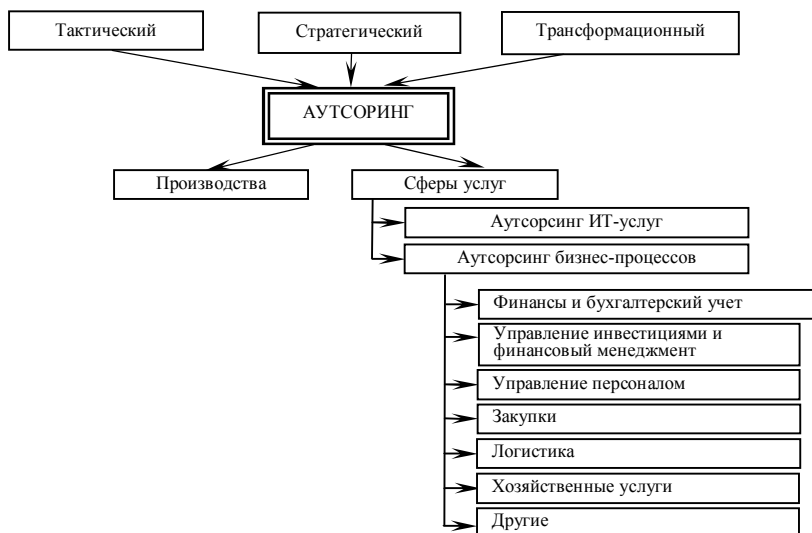 Тактический
Стратегический
Трансформационный
АУТСОРИНГ
Производства
Сферы услуг
Аутсорсинг ИТ-услуг
Аутсорсинг бизнес-процессов
Финансы и бухгалтерский учет
Управление инвестициями и
финансовый менеджмент
Управление персоналом
Закупки
Логистика
Хозяйственные услуги
Другие